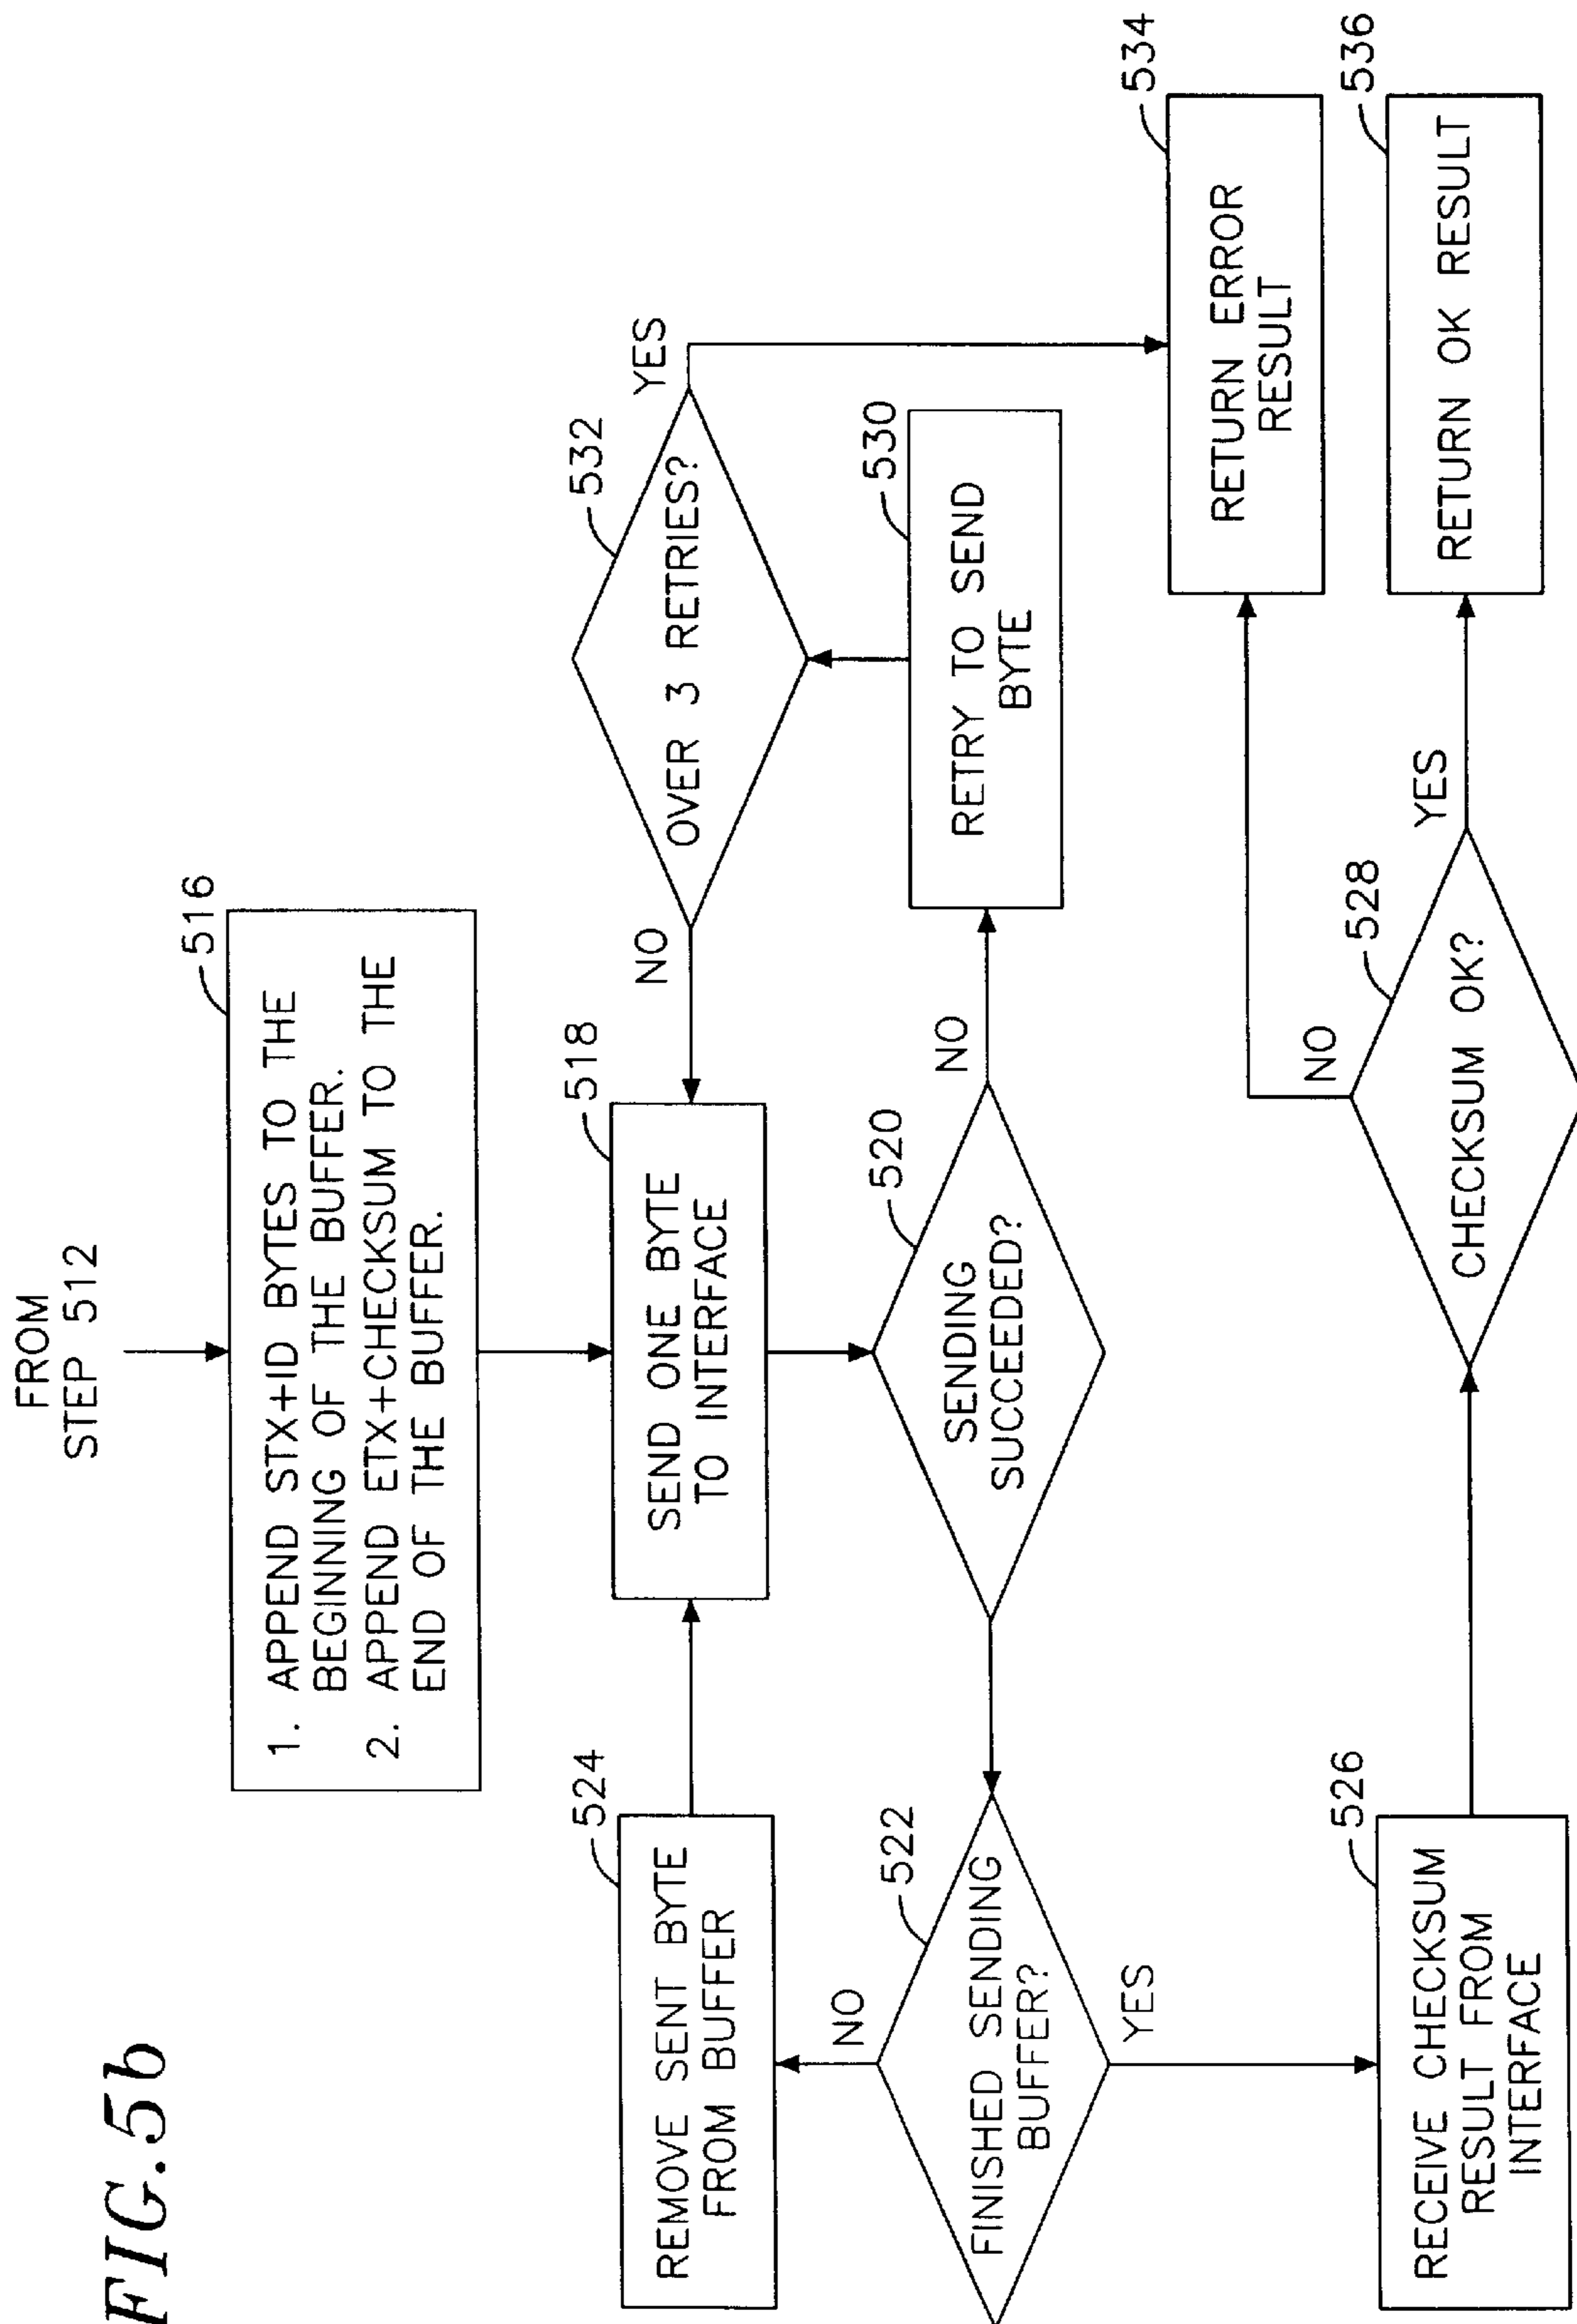 FIG.5b
FROM
STEP 512
516
1. APPEND STX+ID BYTES TO THE
BEGINNING OF THE BUFFER.
2. APPEND ETX+CHECKSUM TO THE
END OF THE BUFFER.
524
REMOVE SENT BYTE
FROM BUFFER
518
SEND ONE BYTE
TO INTERFACE
NO
532
OVER 3 RETRIES?
YES
NO
522
FINISHED SENDING
BUFFER?
YES
520
SENDING
SUCCEEDED?
NO
530
RETRY TO SEND
BYTE
534
RETURN ERROR
RESULT
526
RECEIVE CHECKSUM
RESULT FROM
INTERFACE
NO
528
CHECKSUM OK?
YES
536
RETURN OK RESULT